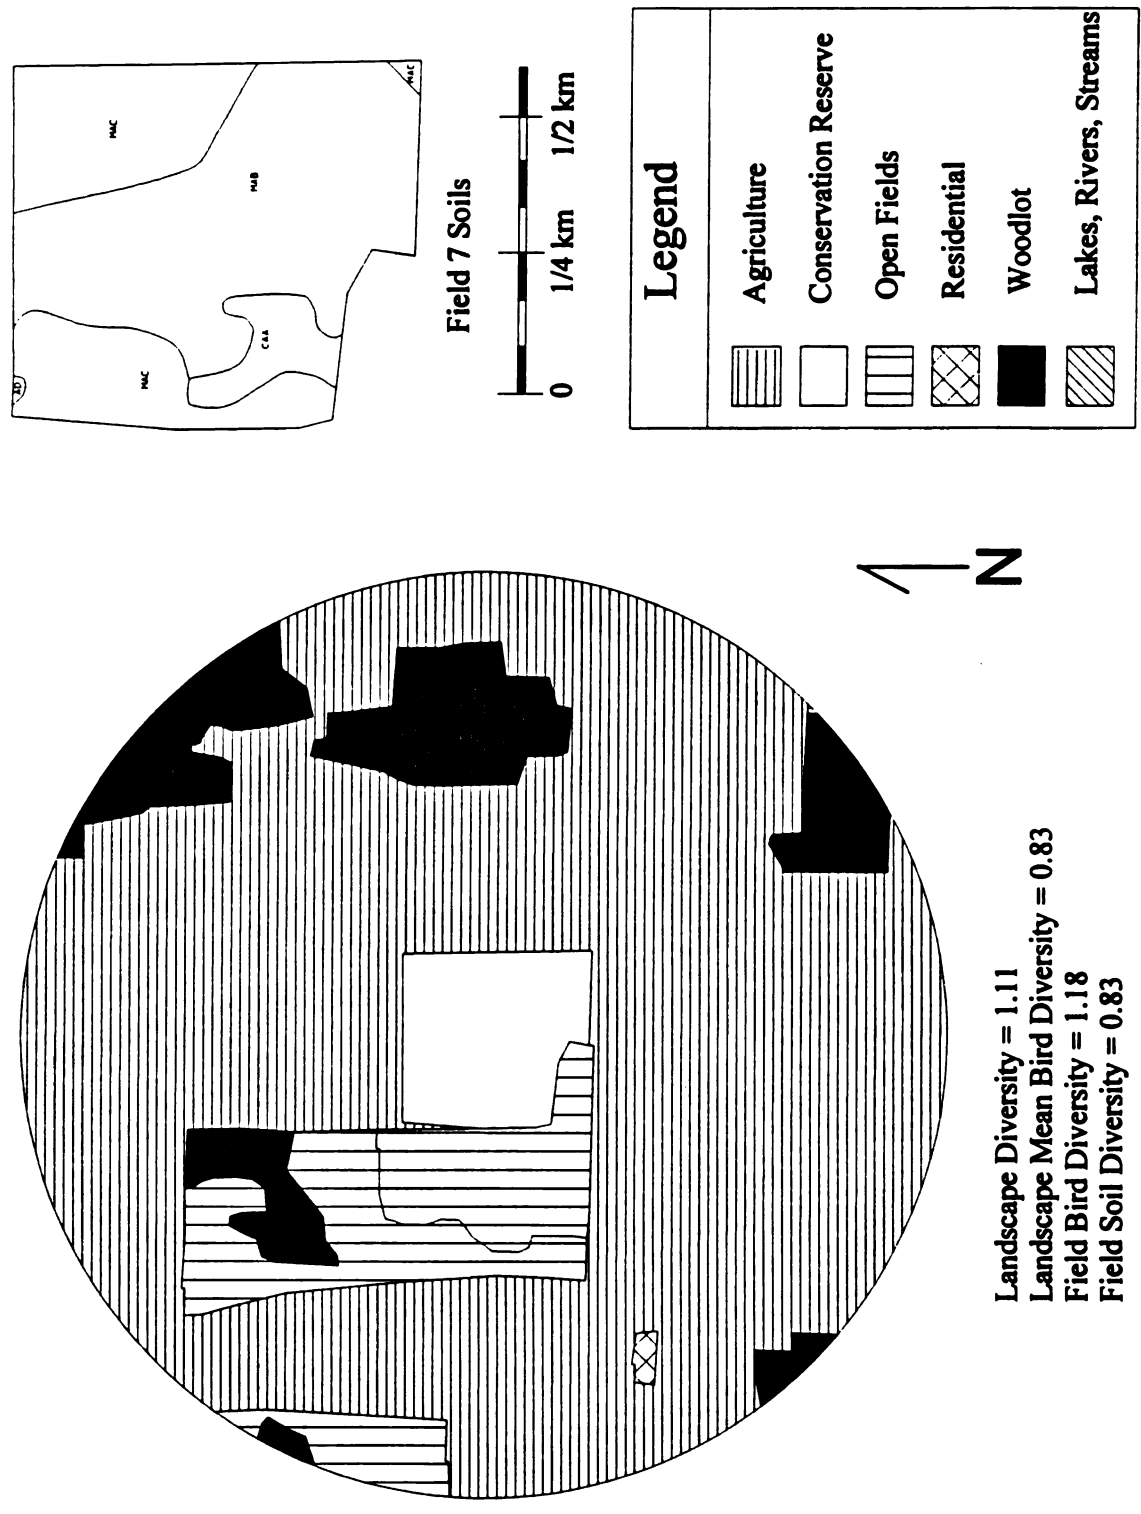 MAC
MAC
MAB
AD
MAC
CAA
Field 7 Soils
0
1/4 km
1/2 km
Legend
Agriculture
Conservation Reserve
Open Fields
Residential
Woodlot
Lakes, Rivers, Streams
N
Landscape Diversity = 1.11
Landscape Mean Bird Diversity = 0.83
Field Bird Diversity = 1.18
Field Soil Diversity = 0.83